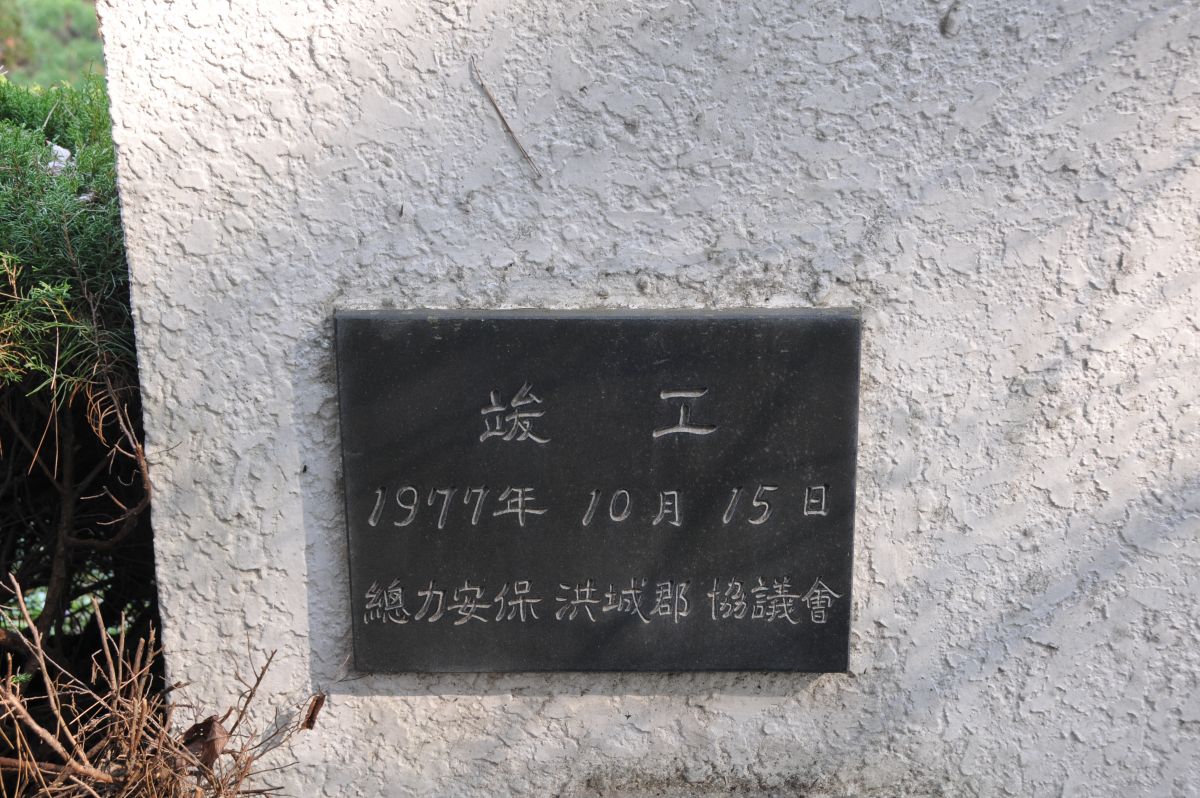 竣工
1977年 10月 15日
總力安保 洪城郡 協議會